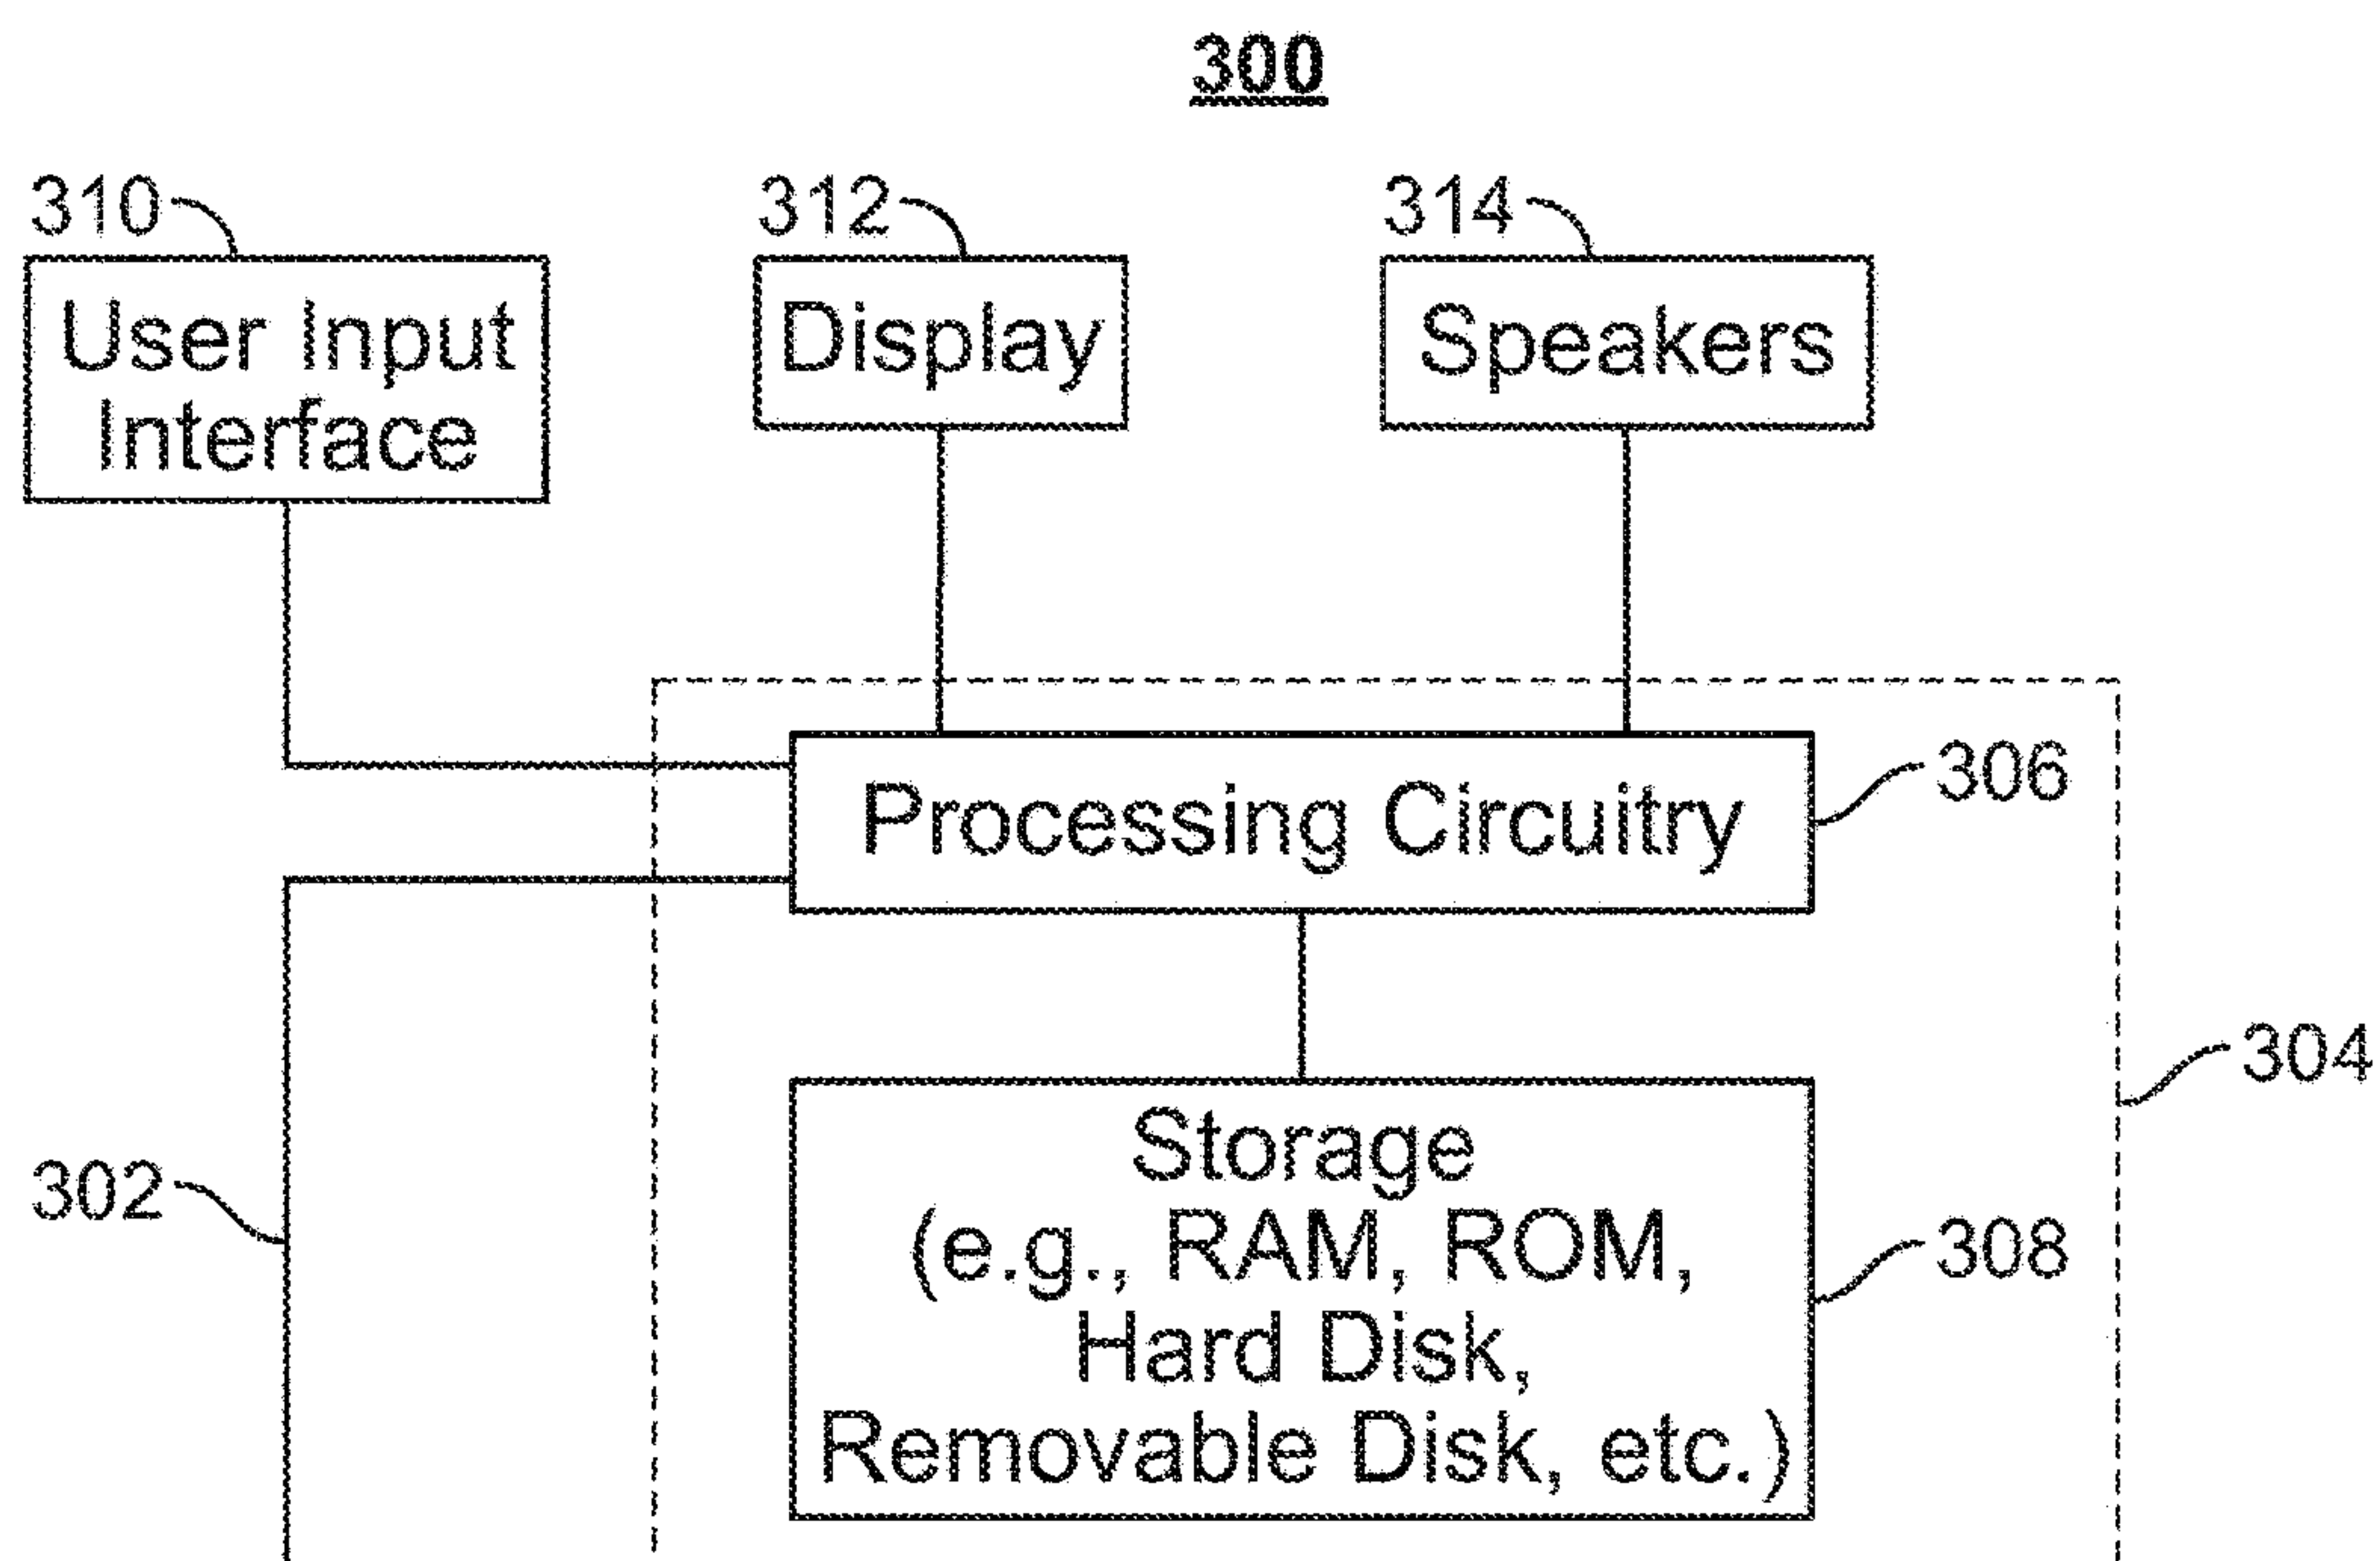 300
310
312
314
User Input
Interface
Display
Speakers
Processing Circuitry
306
304
302
Storage
(e.g., RAM, ROM,
Hard Disk,
Removable Disk, etc.)
308